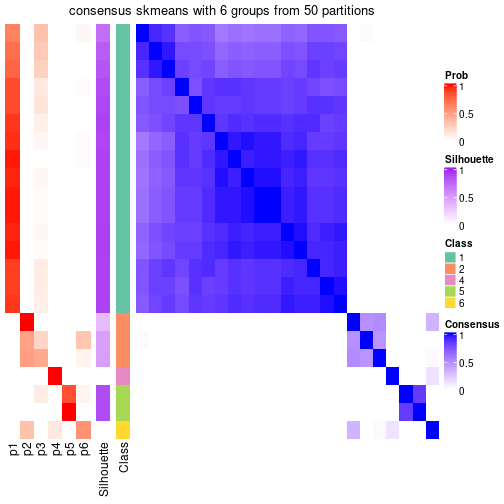 consensus skmeans with 6 groups from 50 partitions
Prob
1
0.5
0
Silhouette
1
0.5
0
Class
1
2
4
5
6
Consensus
1
0.5
0
p1
p2
p3
p4
p5
p6
Silhouette
Class